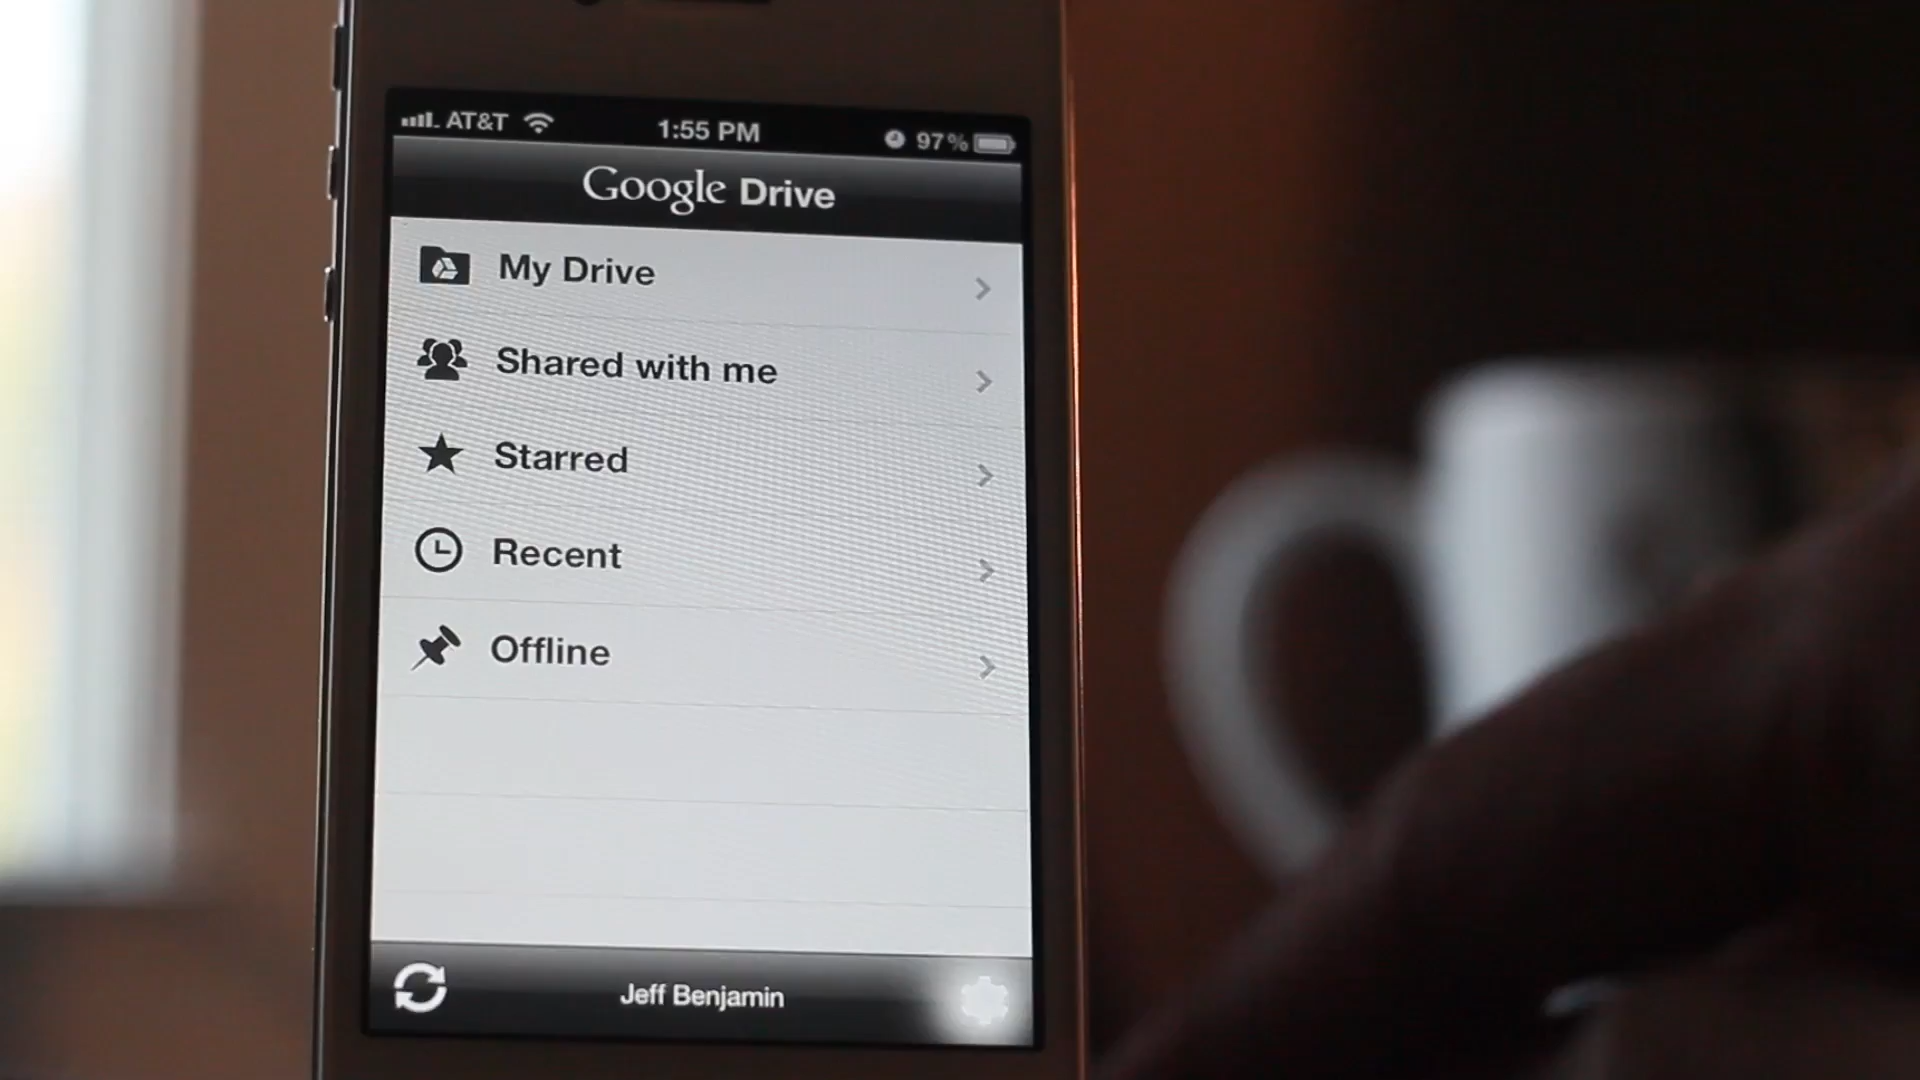 AT&T 1:55 PM 97%
Google Drive
My Drive
Shared with me
Starred
Recent
Offline
Jeff Benjamin